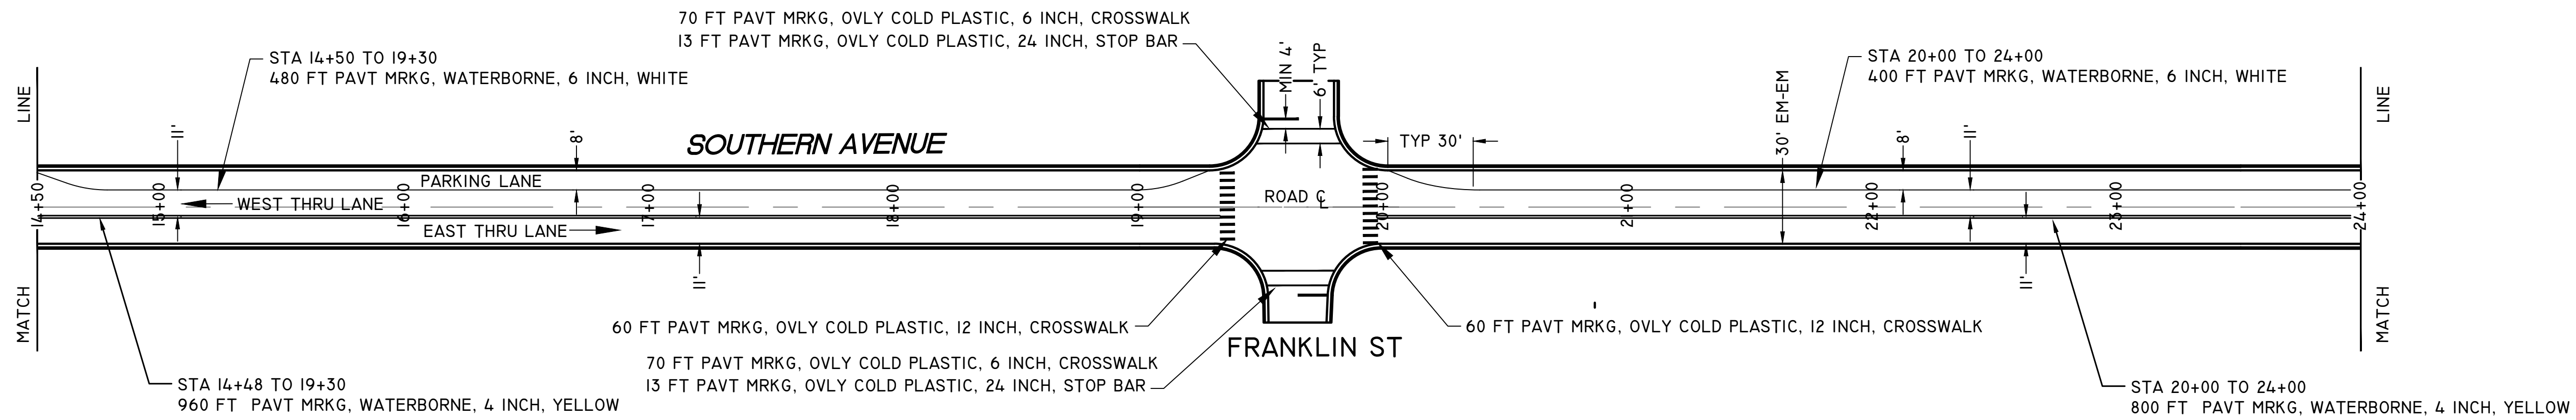 70 FT PAVT MRKG, OVLY COLD PLASTIC, 6 INCH, CROSSWALK
13 FT PAVT MRKG, OVLY COLD PLASTIC, 24 INCH, STOP BAR
STA 14+50 TO 19+30
480 FT PAVT MRKG, WATERBORNE, 6 INCH, WHITE
MIN 4'
6' TYP
STA 20+00 TO 24+00
400 FT PAVT MRKG, WATERBORNE, 6 INCH, WHITE
LINE
LINE
11'
8'
SOUTHERN AVENUE
TYP 30'
30' EM-EM
8'
11'
PARKING LANE
WEST THRU LANE
ROAD ℄
14+50
15+00
16+00
17+00
18+00
19+00
20+00
21+00
22+00
23+00
24+00
EAST THRU LANE
11'
11'
MATCH
MATCH
60 FT PAVT MRKG, OVLY COLD PLASTIC, 12 INCH, CROSSWALK
60 FT PAVT MRKG, OVLY COLD PLASTIC, 12 INCH, CROSSWALK
FRANKLIN ST
70 FT PAVT MRKG, OVLY COLD PLASTIC, 6 INCH, CROSSWALK
13 FT PAVT MRKG, OVLY COLD PLASTIC, 24 INCH, STOP BAR
STA 14+48 TO 19+30
960 FT PAVT MRKG, WATERBORNE, 4 INCH, YELLOW
STA 20+00 TO 24+00
800 FT PAVT MRKG, WATERBORNE, 4 INCH, YELLOW